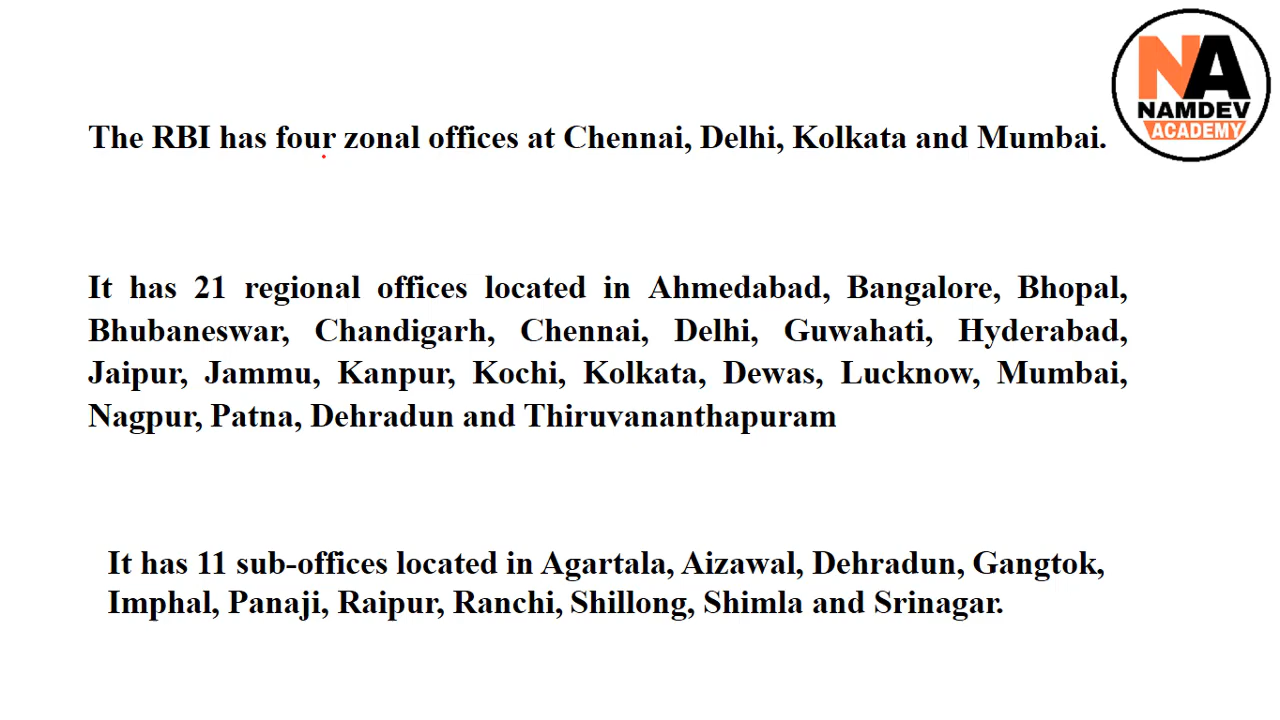 NA
NAMDEV
ACADEMY
The RBI has four zonal offices at Chennai, Delhi, Kolkata and Mumbai.
It has 21 regional offices located in Ahmedabad, Bangalore, Bhopal,
Bhubaneswar, Chandigarh, Chennai, Delhi, Guwahati, Hyderabad,
Jaipur, Jammu, Kanpur, Kochi, Kolkata, Dewas, Lucknow, Mumbai,
Nagpur, Patna, Dehradun and Thiruvananthapuram
It has 11 sub-offices located in Agartala, Aizawal, Dehradun, Gangtok,
Imphal, Panaji, Raipur, Ranchi, Shillong, Shimla and Srinagar.